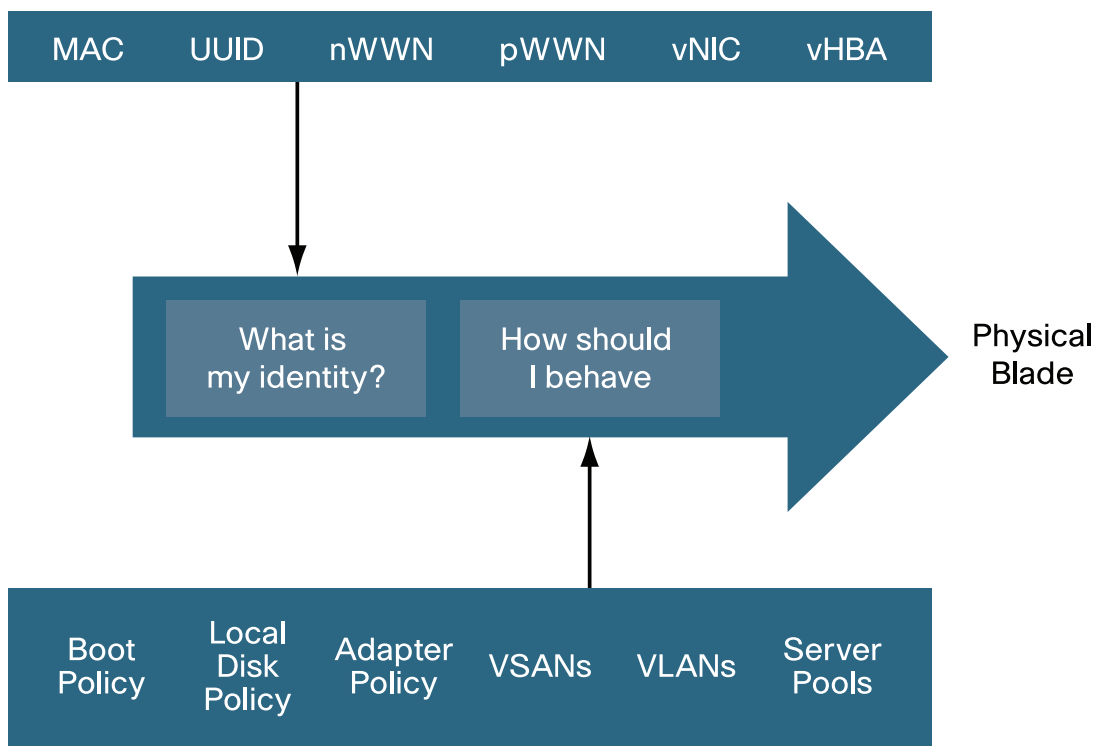 MAC UUID nWWN pWWN vNIC vHBA
What is
my identity?
How should
I behave
Physical
Blade
Boot
Policy
Local
Disk
Policy
Adapter
Policy
VSANs
VLANs
Server
Pools